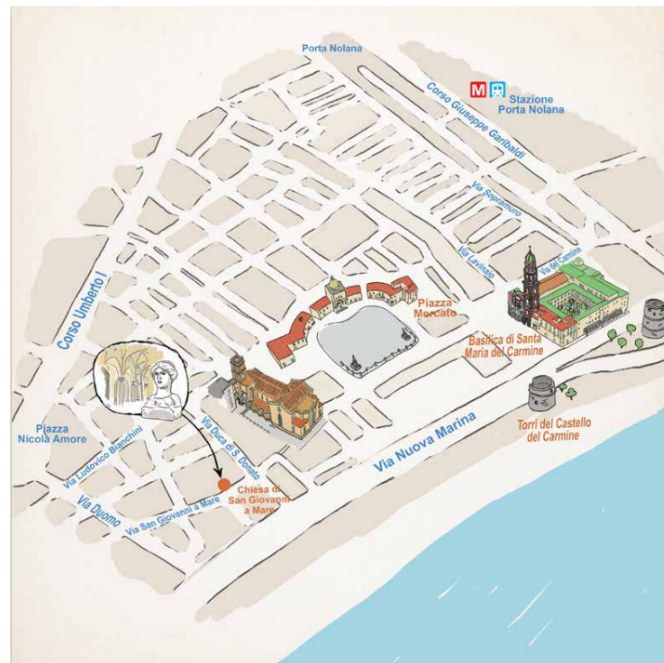 Porta Nolana
M
Stazione
Porta Nolana
Corso Giuseppe Garibaldi
Via Sopramuro
Via Lavinaio
Via del Carmine
Corso Umberto I
Piazza
Mercato
Basilica di Santa
Maria del Carmine
Torri del Castello
del Carmine
Piazza
Nicola Amore
Via Ludovico Bianchini
Via Duca di S. Donato
Via Nuova Marina
Via Duomo
Via San Giovanni a Mare
Chiesa di
San Giovanni
a Mare